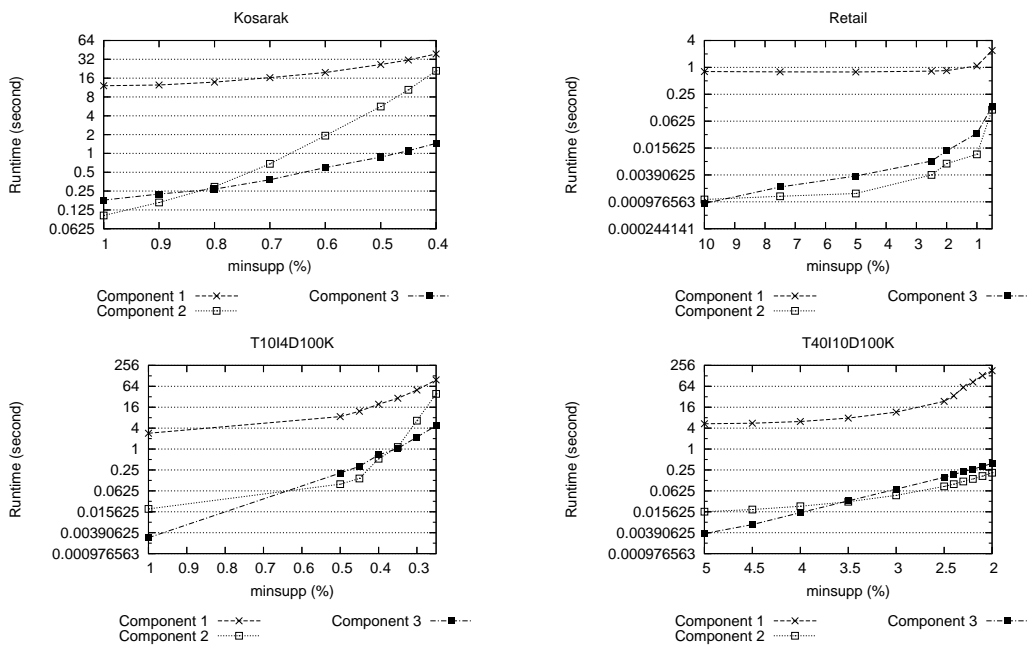 Kosarak
64
32
16
8
4
2
1
0.5
0.25
0.125
0.0625
Runtime (second)
1 0.9 0.8 0.7 0.6 0.5 0.4
minsupp (%)
Component 1
Component 2
Component 3
Retail
4
1
0.25
0.0625
0.015625
0.00390625
0.000976563
0.000244141
Runtime (second)
10 9 8 7 6 5 4 3 2 1
minsupp (%)
Component 1
Component 2
Component 3
T10I4D100K
256
64
16
4
1
0.25
0.0625
0.015625
0.00390625
0.000976563
Runtime (second)
1 0.9 0.8 0.7 0.6 0.5 0.4 0.3
minsupp (%)
Component 1
Component 2
Component 3
T40I10D100K
256
64
16
4
1
0.25
0.0625
0.015625
0.00390625
0.000976563
Runtime (second)
5 4.5 4 3.5 3 2.5 2
minsupp (%)
Component 1
Component 2
Component 3